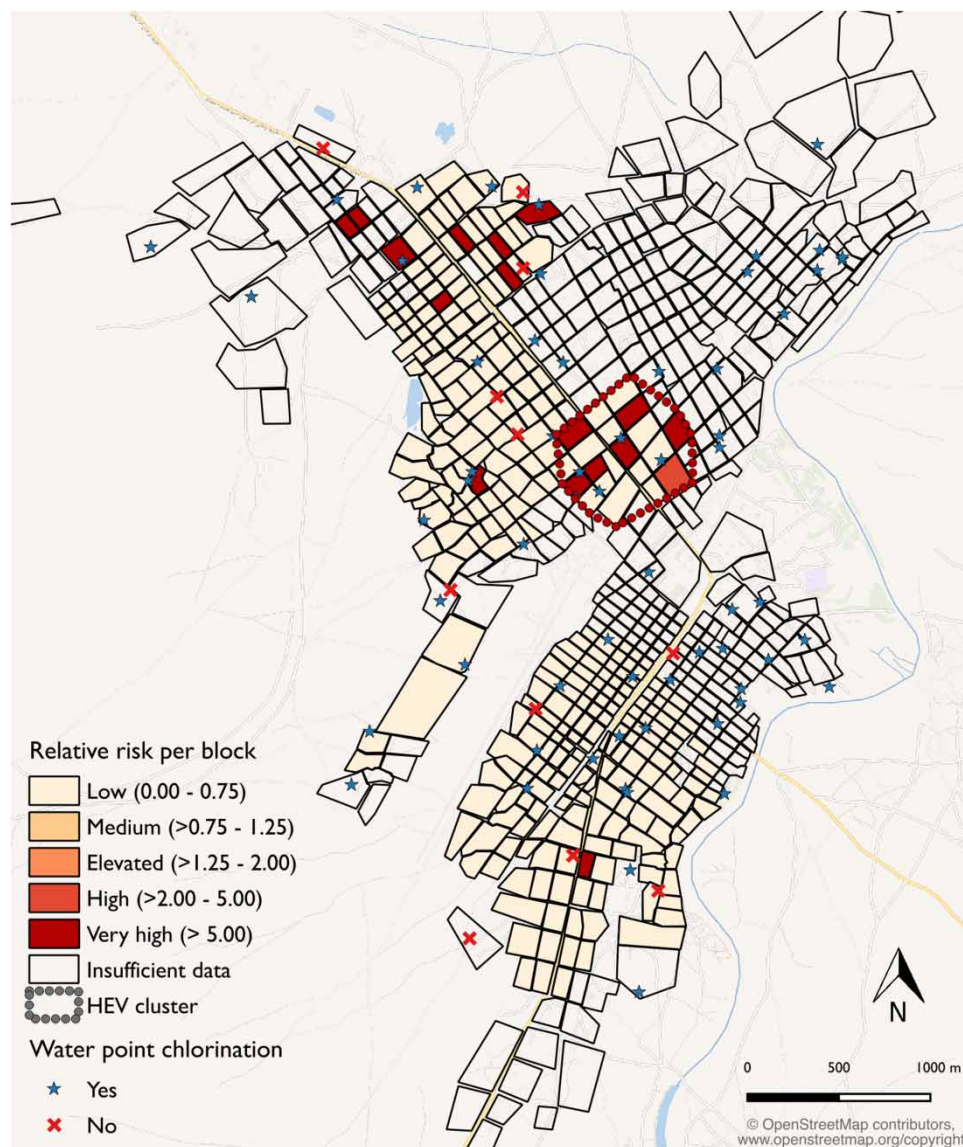 Relative risk per block
Low (0.00 - 0.75)
Medium (>0.75 - 1.25)
Elevated (>1.25 - 2.00)
High (>2.00 - 5.00)
Very high (> 5.00)
Insufficient data
HEV cluster
Water point chlorination
Yes
No
N
0 500 1000 m
© OpenStreetMap contributors,
www.openstreetmap.org/copyright